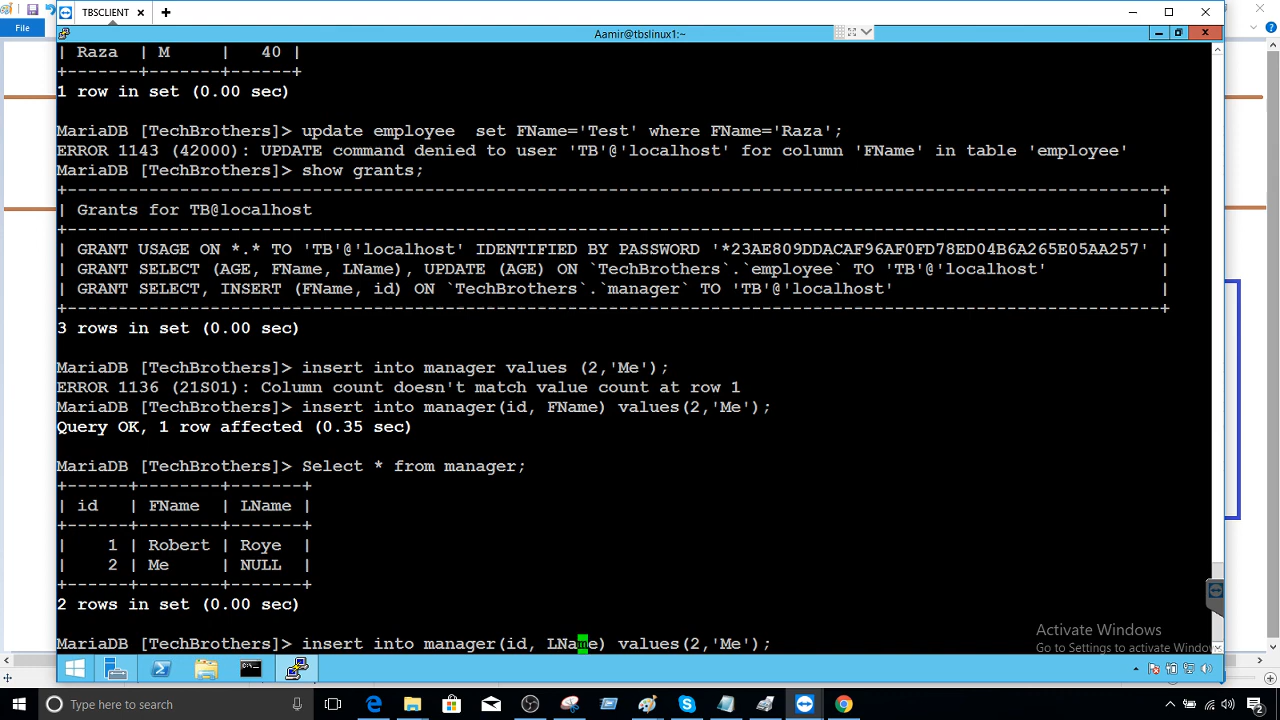 TBSCLIENT
File
Aamir@tbslinux1:~
| Raza | M | 40 |
+-------+-------+------+
1 row in set (0.00 sec)
MariaDB [TechBrothers]> update employee  set FName='Test' where FName='Raza';
ERROR 1143 (42000): UPDATE command denied to user 'TB'@'localhost' for column 'FName' in table 'employee'
MariaDB [TechBrothers]> show grants;
| Grants for TB@localhost |
| GRANT USAGE ON *.* TO 'TB'@'localhost' IDENTIFIED BY PASSWORD '*23AE809DDACAF96AF0FD78ED04B6A265E05AA257' |
| GRANT SELECT (AGE, FName, LName), UPDATE (AGE) ON `TechBrothers`.`employee` TO 'TB'@'localhost' |
| GRANT SELECT, INSERT (FName, id) ON `TechBrothers`.`manager` TO 'TB'@'localhost' |
3 rows in set (0.00 sec)
MariaDB [TechBrothers]> insert into manager values (2,'Me');
ERROR 1136 (21S01): Column count doesn't match value count at row 1
MariaDB [TechBrothers]> insert into manager(id, FName) values(2,'Me');
Query OK, 1 row affected (0.35 sec)
MariaDB [TechBrothers]> Select * from manager;
+------+--------+-------+
| id | FName | LName |
+------+--------+-------+
| 1 | Robert | Roye |
| 2 | Me | NULL |
+------+--------+-------+
2 rows in set (0.00 sec)
MariaDB [TechBrothers]> insert into manager(id, LName) values(2,'Me');
Activate Windows
Go to Settings to activate Windows
Type here to search